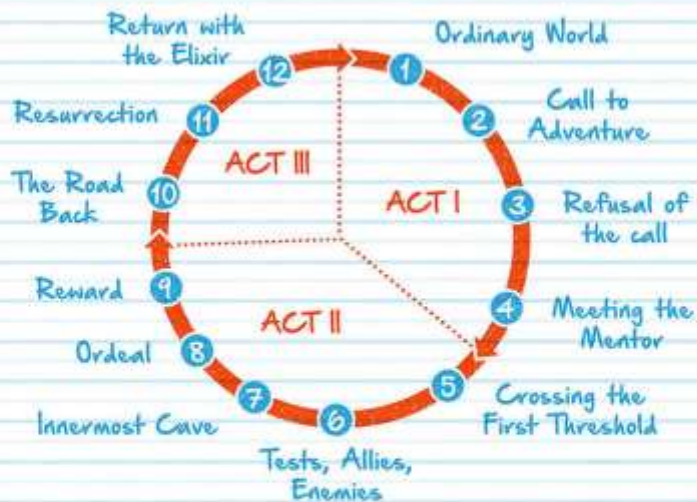 1
Ordinary World
2
Call to
Adventure
3
Refusal of
the call
4
Meeting the
Mentor
5
Crossing the
First Threshold
6
Tests, Allies,
Enemies
7
Innermost Cave
8
Ordeal
9
Reward
10
The Road
Back
11
Resurrection
12
Return with
the Elixir
ACT I
ACT II
ACT III